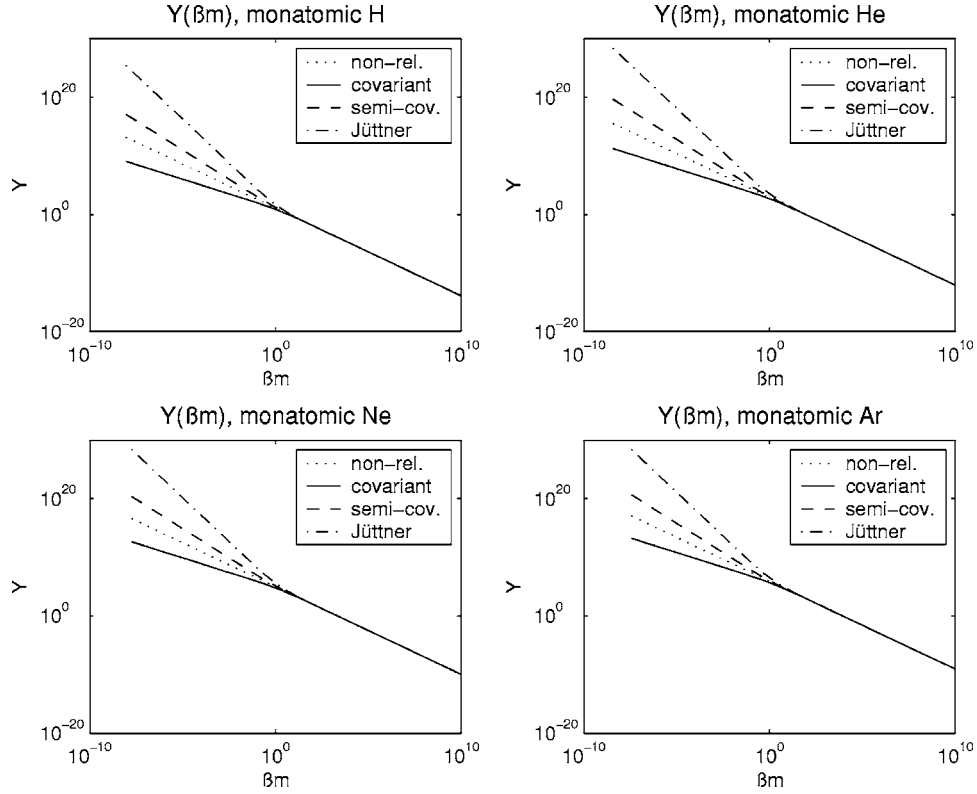 Y(ßm), monatomic H
Y
10^20
10^0
10^-20
10^-10
10^0
10^10
ßm
non-rel.
covariant
semi-cov.
Jüttner
Y(ßm), monatomic He
Y
10^20
10^0
10^-20
10^-10
10^0
10^10
ßm
non-rel.
covariant
semi-cov.
Jüttner
Y(ßm), monatomic Ne
Y
10^20
10^0
10^-20
10^-10
10^0
10^10
ßm
non-rel.
covariant
semi-cov.
Jüttner
Y(ßm), monatomic Ar
Y
10^20
10^0
10^-20
10^-10
10^0
10^10
ßm
non-rel.
covariant
semi-cov.
Jüttner